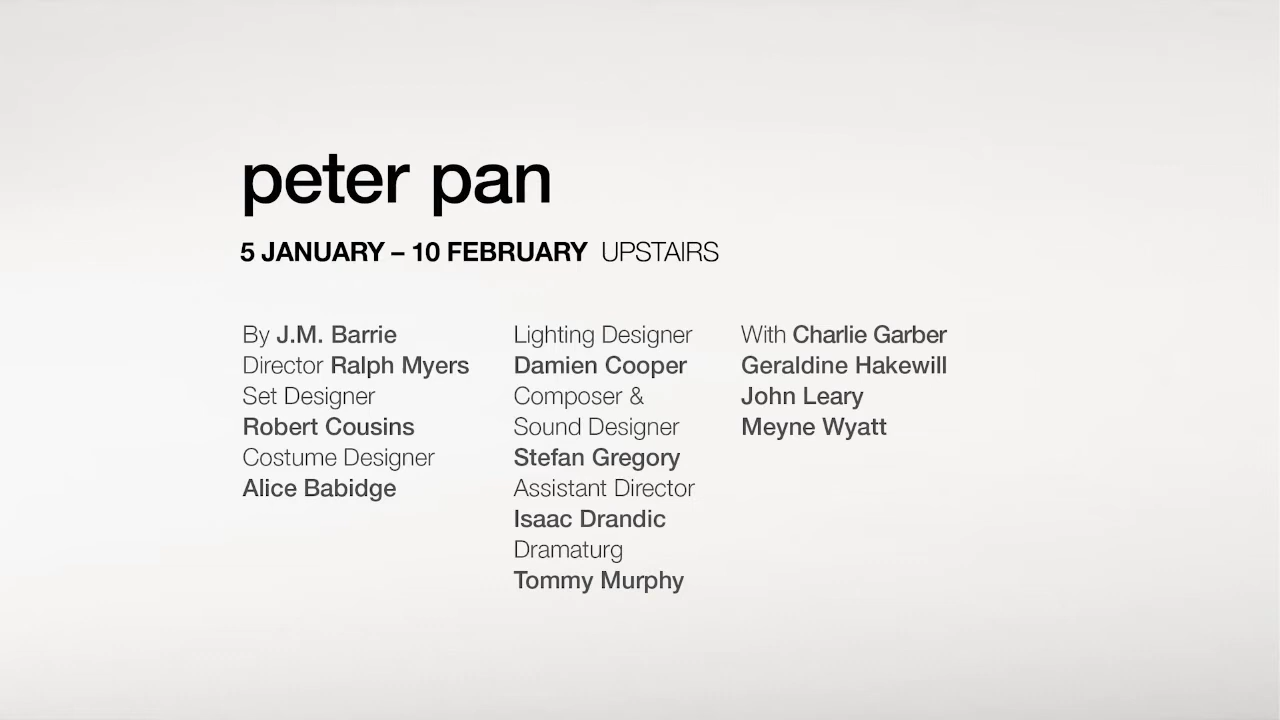 peter pan
5 JANUARY – 10 FEBRUARY UPSTAIRS
By J.M. Barrie
Director Ralph Myers
Set Designer
Robert Cousins
Costume Designer
Alice Babidge
Lighting Designer
Damien Cooper
Composer &
Sound Designer
Stefan Gregory
Assistant Director
Isaac Drandic
Dramaturg
Tommy Murphy
With Charlie Garber
Geraldine Hakewill
John Leary
Meyne Wyatt